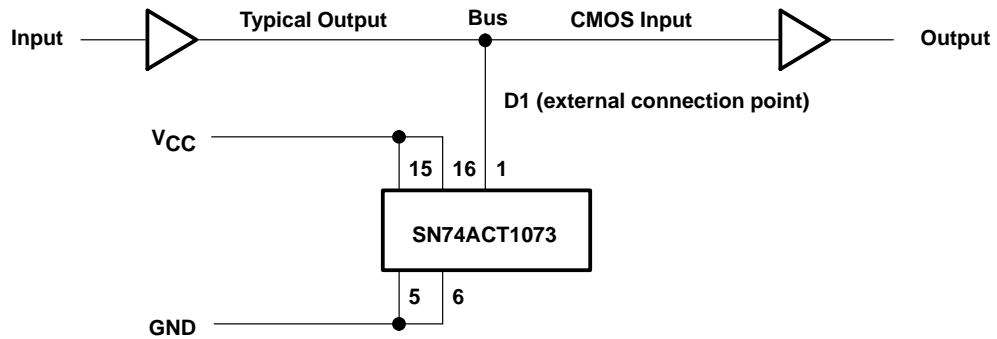 Input
Typical Output
Bus
CMOS Input
Output
D1 (external connection point)
VCC
15
16
1
SN74ACT1073
5
6
GND